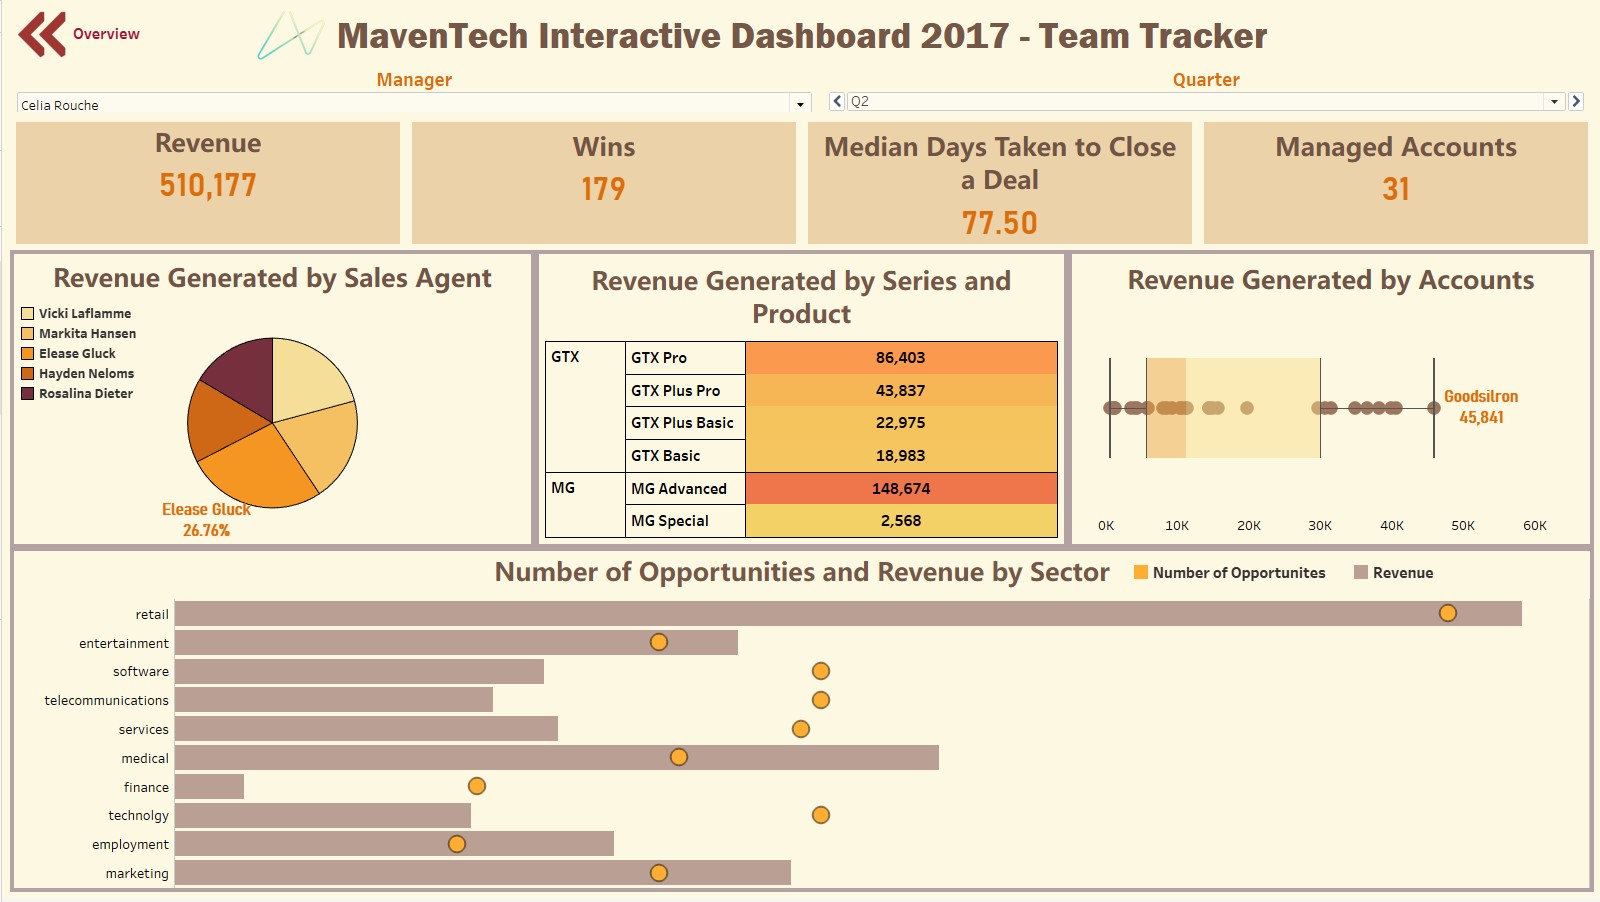 Overview
MavenTech Interactive Dashboard 2017 - Team Tracker
Manager
Quarter
Celia Rouche
Q2
Revenue
510,177
Wins
179
Median Days Taken to Close
a Deal
77.50
Managed Accounts
31
Revenue Generated by Sales Agent
Vicki Laflamme
Markita Hansen
Elease Gluck
Hayden Neloms
Rosalina Dieter
Elease Gluck
26.76%
Revenue Generated by Series and
Product
GTX GTX Pro 86,403
GTX Plus Pro 43,837
GTX Plus Basic 22,975
GTX Basic 18,983
MG MG Advanced 148,674
MG Special 2,568
Revenue Generated by Accounts
Goodsilron
45,841
0K 10K 20K 30K 40K 50K 60K
Number of Opportunities and Revenue by Sector
Number of Opportunites Revenue
retail
entertainment
software
telecommunications
services
medical
finance
technolgy
employment
marketing